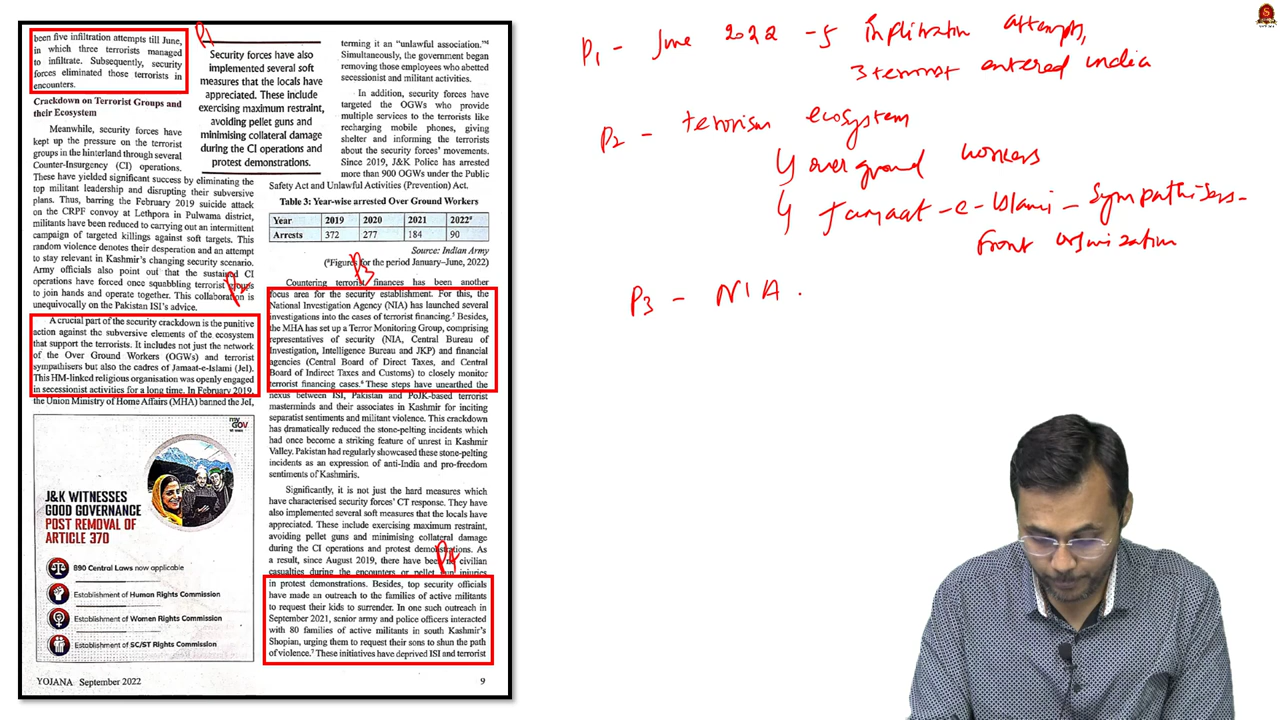 been five infiltration attempts till June,
in which three terrorists managed
to infiltrate. Subsequently, security
forces eliminated those terrorists in
encounters.
Crackdown on Terrorist Groups and
their Ecosystem
Meanwhile, security forces have
kept up the pressure on the terrorist
groups in the hinterland through several
Counter-Insurgency (CI) operations.
These have yielded significant success by eliminating the
top militant leadership and disrupting their subversive
plans. Thus, barring the February 2019 suicide attack
on the CRPF convoy at Lethpora in Pulwama district,
militants have been reduced to carrying out an intermittent
campaign of targeted killings against soft targets. This
random violence denotes their desperation and an attempt
to stay relevant in Kashmir's changing security scenario.
Army officials also point out that the sustained CI
operations have forced once squabbling terrorist groups
to join hands and operate together. This collaboration is
unequivocally on the Pakistan ISI's advice.
P2
A crucial part of the security crackdown is the punitive
action against the subversive elements of the ecosystem
that support the terrorists. It includes not just the network
of the Over Ground Workers (OGWs) and terrorist
sympathisers but also the cadres of Jamaat-e-Islami (JeI).
This HM-linked religious organisation was openly engaged
in secessionist activities for a long time. In February 2019,
the Union Ministry of Home Affairs (MHA) banned the JeI,
my
GOV
J&K WITNESSES
GOOD GOVERNANCE
POST REMOVAL OF
ARTICLE 370
890 Central Laws now applicable
Establishment of Human Rights Commission
Establishment of Women Rights Commission
Establishment of SC/ST Rights Commission
YOJANA September 2022
P1
Security forces have also
implemented several soft
measures that the locals have
appreciated. These include
exercising maximum restraint,
avoiding pellet guns and
minimising collateral damage
during the CI operations and
protest demonstrations.
terming it an "unlawful association."4
Simultaneously, the government began
removing those employees who abetted
secessionist and militant activities.
In addition, security forces have
targeted the OGWs who provide
multiple services to the terrorists like
recharging mobile phones, giving
shelter and informing the terrorists
about the security forces' movements.
Since 2019, J&K Police has arrested
more than 900 OGWs under the Public
Safety Act and Unlawful Activities (Prevention) Act.
Table 3: Year-wise arrested Over Ground Workers
Year 2019 2020 2021 2022#
Arrests 372 277 184 90
Source: Indian Army
(#Figures for the period January-June, 2022)
P3
Countering terrorist finances has been another
focus area for the security establishment. For this, the
National Investigation Agency (NIA) has launched several
investigations into the cases of terrorist financing.5 Besides,
the MHA has set up a Terror Monitoring Group, comprising
representatives of security (NIA, Central Bureau of
Investigation, Intelligence Bureau and JKP) and financial
agencies (Central Board of Direct Taxes, and Central
Board of Indirect Taxes and Customs) to closely monitor
terrorist financing cases.6 These steps have unearthed the
nexus between ISI, Pakistan and PoJK-based terrorist
masterminds and their associates in Kashmir for inciting
separatist sentiments and militant violence. This crackdown
has dramatically reduced the stone-pelting incidents which
had once become a striking feature of unrest in Kashmir
Valley. Pakistan had regularly showcased these stone-pelting
incidents as an expression of anti-India and pro-freedom
sentiments of Kashmiris.
Significantly, it is not just the hard measures which
have characterised security forces' CT response. They have
also implemented several soft measures that the locals have
appreciated. These include exercising maximum restraint,
avoiding pellet guns and minimising collateral damage
during the CI operations and protest demonstrations. As
a result, since August 2019, there have been no civilian
casualties during the encounters or pellet gun injuries
P4
in protest demonstrations. Besides, top security officials
have made an outreach to the families of active militants
to request their kids to surrender. In one such outreach in
September 2021, senior army and police officers interacted
with 80 families of active militants in south Kashmir's
Shopian, urging them to request their sons to shun the path
of violence.7 These initiatives have deprived ISI and terrorist
9
P1 - June 2022 - 5 infiltration attempts,
3 terrorist entered india
P2 - terrorism ecosystem
↳ over ground workers
↳ Jamaat-e-Islami - Sympathisers -
front organization
P3 - NIA.